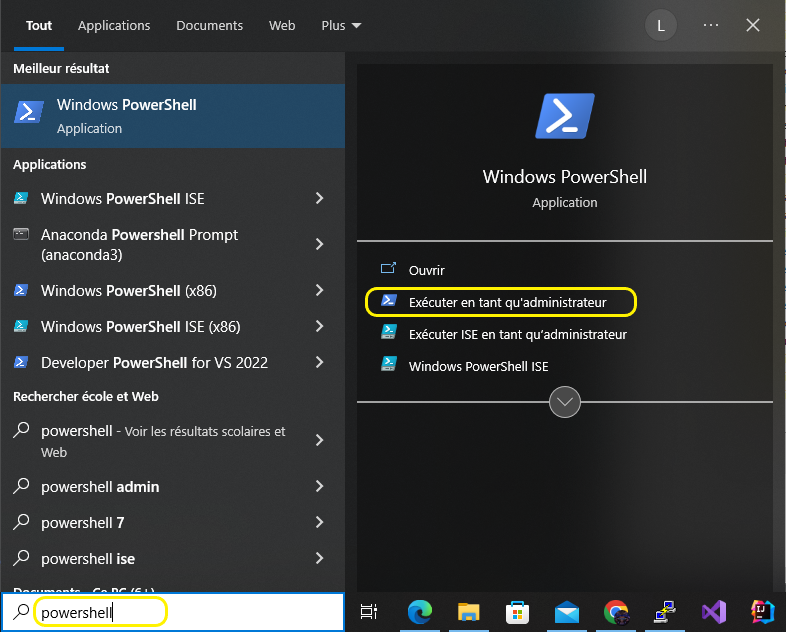 Tout Applications Documents Web Plus L ...
Meilleur résultat
Windows PowerShell
Application
Applications
Windows PowerShell ISE
Anaconda Powershell Prompt
(anaconda3)
Windows PowerShell (x86)
Windows PowerShell ISE (x86)
Developer PowerShell for VS 2022
Rechercher école et Web
powershell - Voir les résultats scolaires et
Web
powershell admin
powershell 7
powershell ise
Documents - Ce PC (6+)
powershell
Windows PowerShell
Application
Ouvrir
Exécuter en tant qu'administrateur
Exécuter ISE en tant qu'administrateur
Windows PowerShell ISE